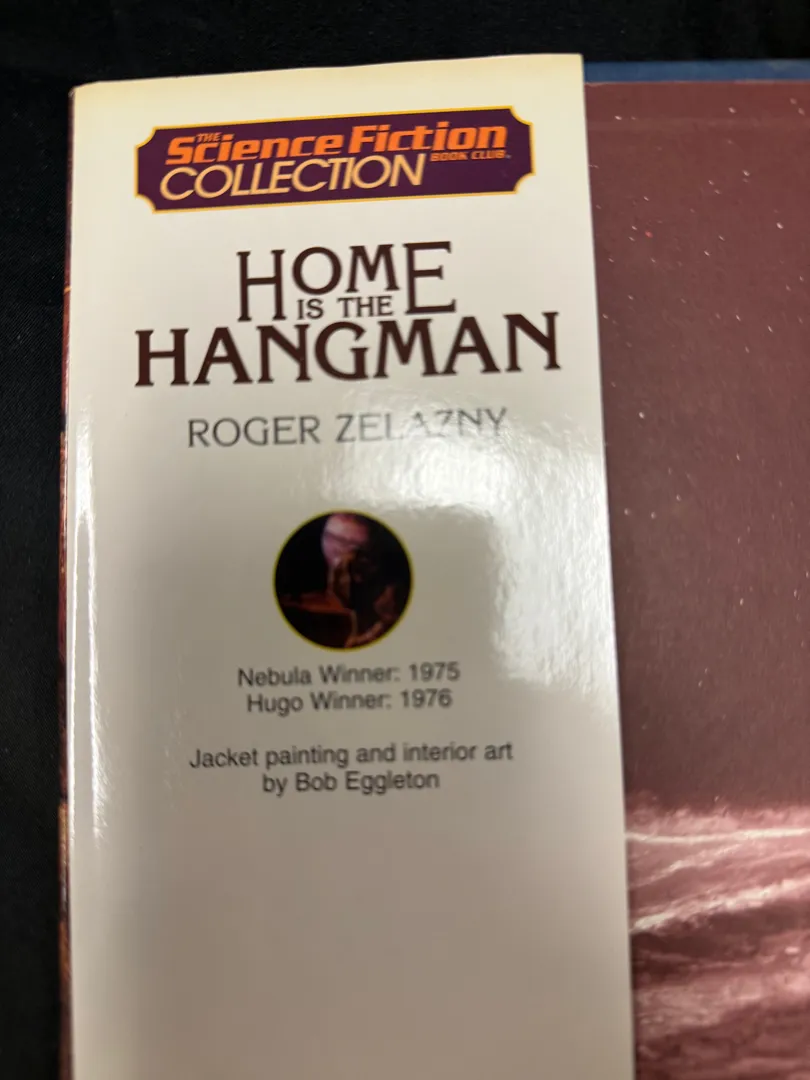 THE
Science Fiction
BOOK CLUB™
COLLECTION
HOME
IS THE
HANGMAN
ROGER ZELAZNY
Nebula Winner: 1975
Hugo Winner: 1976
Jacket painting and interior art
by Bob Eggleton